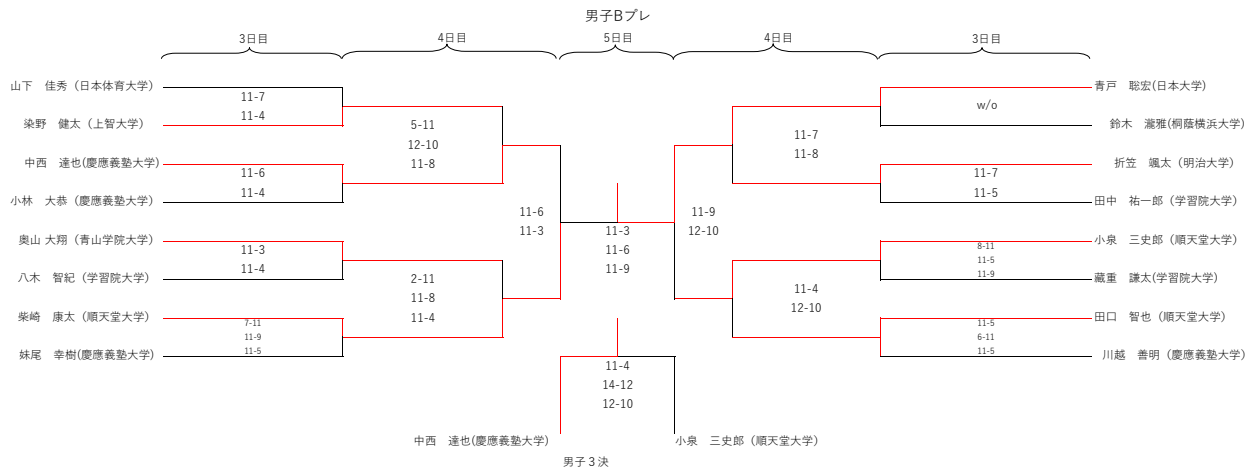 男子Bプレ
3日目
4日目
5日目
4日目
3日目
山下　佳秀（日本体育大学）
11-7
11-4
染野　健太（上智大学）
5-11
12-10
11-8
中西　達也(慶應義塾大学)
11-6
11-4
小林　大恭（慶應義塾大学）
11-6
11-3
奥山 大翔（青山学院大学）
11-3
11-4
八木　智紀（学習院大学）
2-11
11-8
11-4
柴崎　康太（順天堂大学）
7-11
11-9
11-5
妹尾　幸樹(慶應義塾大学)
11-3
11-6
11-9
青戸　聡宏(日本大学)
w/o
鈴木　瀧雅(桐蔭横浜大学)
11-7
11-8
折笠　颯太（明治大学）
11-7
11-5
田中　祐一郎（学習院大学）
11-9
12-10
小泉　三史郎（順天堂大学）
8-11
11-5
11-9
藏重　謙太(学習院大学)
11-4
12-10
田口　智也（順天堂大学）
11-5
6-11
11-5
川越　善明（慶應義塾大学）
11-4
14-12
12-10
中西　達也(慶應義塾大学)
小泉　三史郎（順天堂大学）
男子３決